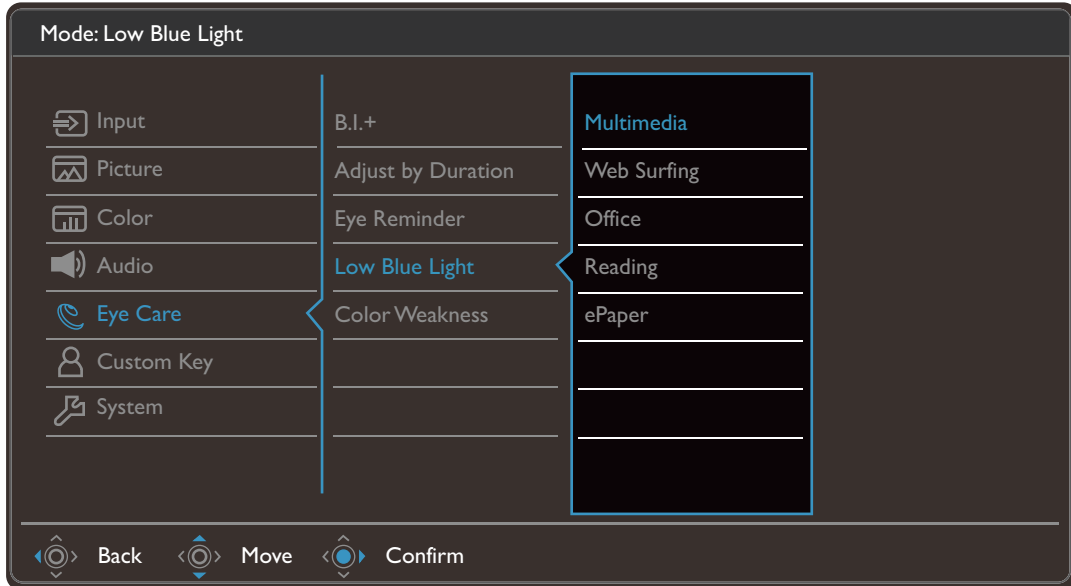 Mode: Low Blue Light
Input
Picture
Color
Audio
Eye Care
Custom Key
System
B.I.+
Adjust by Duration
Eye Reminder
Low Blue Light
Color Weakness
Multimedia
Web Surfing
Office
Reading
ePaper
Back Move Confirm